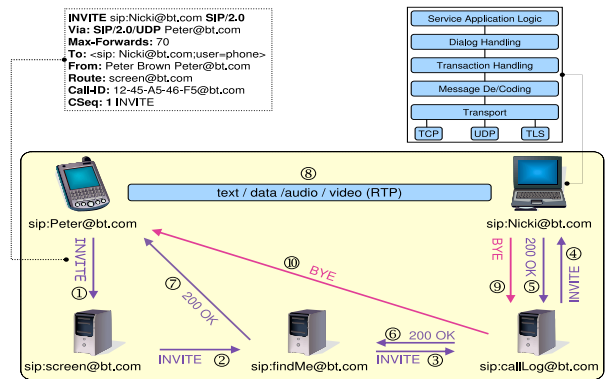 INVITE sip:Nicki@bt.com SIP/2.0
Via: SIP/2.0/UDP Peter@bt.com
Max-Forwards: 70
To: <sip: Nicki@bt.com;user=phone>
From: Peter Brown Peter@bt.com
Route: screen@bt.com
Call-ID: 12-45-A5-46-F5@bt.com
CSeq: 1 INVITE
Service Application Logic
Dialog Handling
Transaction Handling
Message De/Coding
Transport
TCP UDP TLS
⑧
text / data /audio / video (RTP)
sip:Peter@bt.com
sip:Nicki@bt.com
INVITE
①
⑦
200 OK
⑩
BYE
BYE
⑨
200 OK
⑤
④
INVITE
⑥ 200 OK
INVITE ②
INVITE ③
sip:screen@bt.com
sip:findMe@bt.com
sip:callLog@bt.com